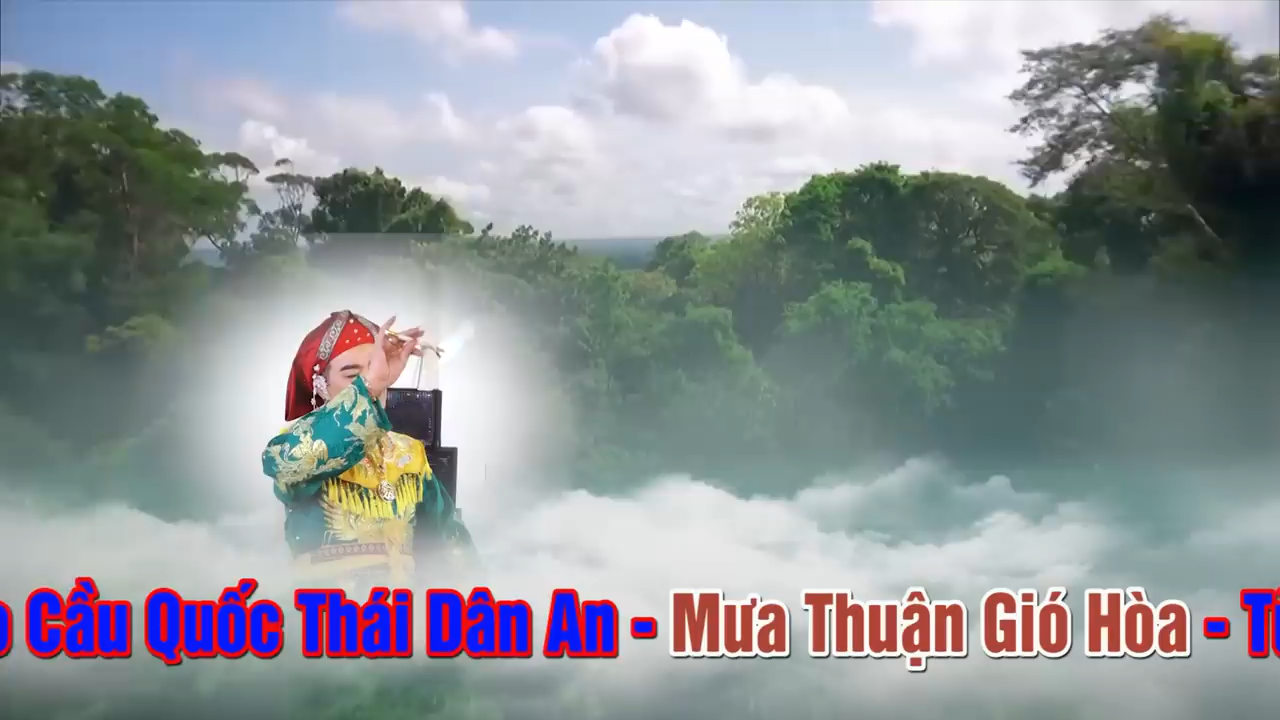 Cầu Quốc Thái Dân An - Mưa Thuận Gió Hòa -